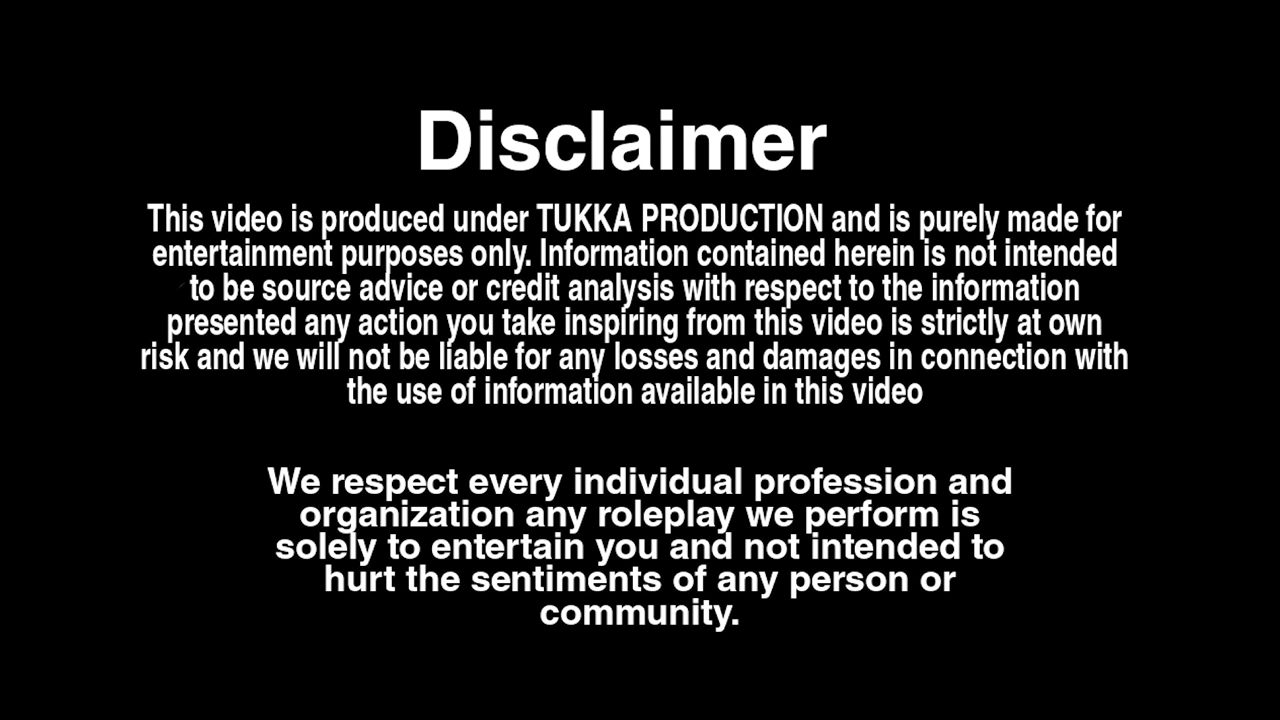 Disclaimer
This video is produced under TUKKA PRODUCTION and is purely made for
entertainment purposes only. Information contained herein is not intended
to be source advice or credit analysis with respect to the information
presented any action you take inspiring from this video is strictly at own
risk and we will not be liable for any losses and damages in connection with
the use of information available in this video
We respect every individual profession and
organization any roleplay we perform is
solely to entertain you and not intended to
hurt the sentiments of any person or
community.